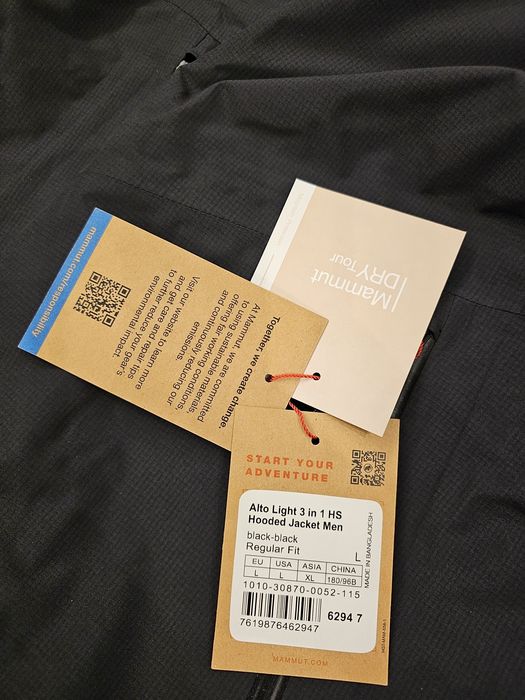 mammut.com/responsibility
Together, we create change.
At Mammut, we are committed
to using sustainable materials,
offering fair working conditions,
and continuously reducing our
emissions.
Visit our website to learn more
and get care and repair tips
to further reduce your gear's
environmental impact.
Mammut
DRY Tour
START YOUR
ADVENTURE
Alto Light 3 in 1 HS
Hooded Jacket Men
black-black
Regular Fit
L
EU USA ASIA CHINA
L L XL 180/96B
1010-30870-0052-115
6294 7
7619876462947
MADE IN BANGLADESH
MAMMUT.COM